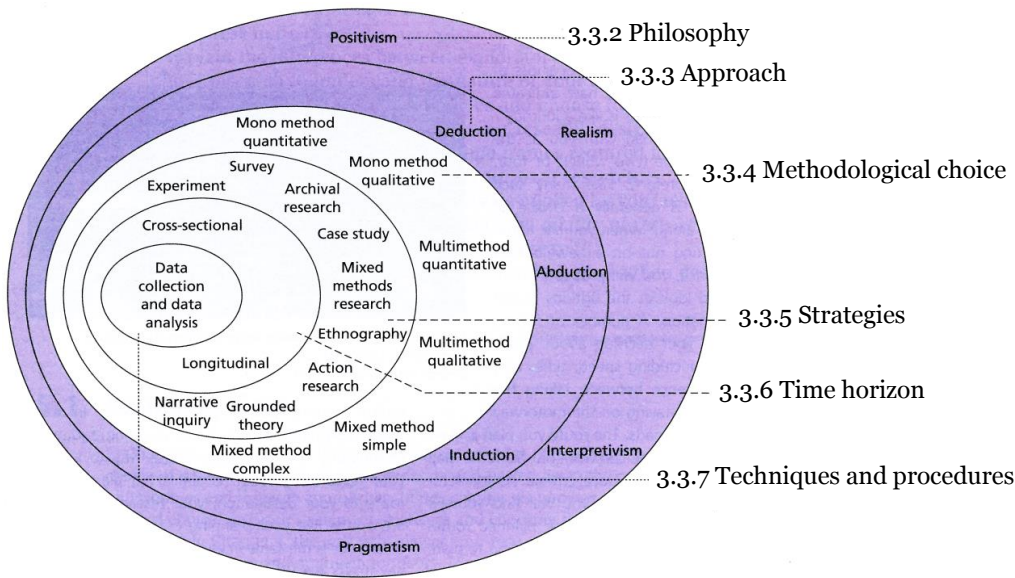 Positivism
3.3.2 Philosophy
3.3.3 Approach
Mono method
quantitative
Deduction
Realism
Survey
Mono method
qualitative
3.3.4 Methodological choice
Experiment
Archival
research
Cross-sectional
Case study
Multimethod
quantitative
Data
collection
and data
analysis
Mixed
methods
research
Abduction
3.3.5 Strategies
Ethnography
Multimethod
qualitative
Longitudinal
Action
research
3.3.6 Time horizon
Narrative
inquiry
Grounded
theory
Mixed method
simple
Mixed method
complex
Induction
Interpretivism
3.3.7 Techniques and procedures
Pragmatism